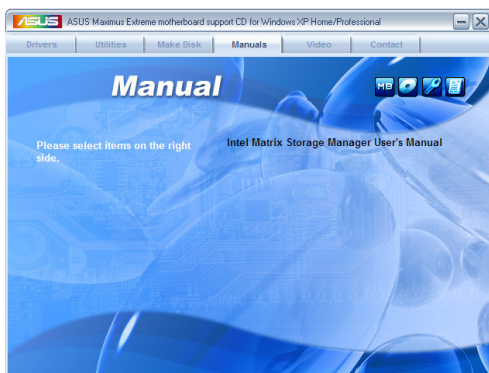 ASUS ASUS Maximus Extreme motherboard support CD for Windows XP Home/Professional
Drivers Utilities Make Disk Manuals Video Contact
Manual
MB
Please select items on the right
side.
Intel Matrix Storage Manager User's Manual